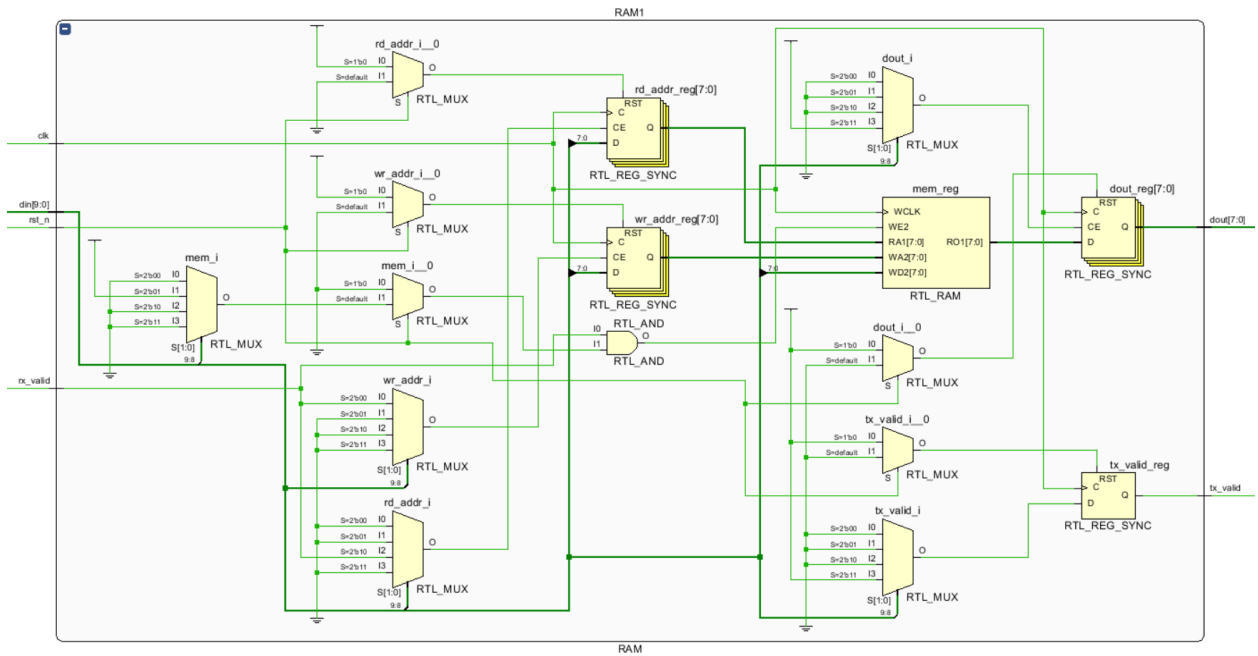 RAM1
rd_addr_i__0
S=1'b0 I0
S=default I1
O
S
RTL_MUX
rd_addr_reg[7:0]
RST
C
CE
Q
7:0
D
RTL_REG_SYNC
clk
wr_addr_i__0
S=1'b0 I0
S=default I1
O
S
RTL_MUX
din[9:0]
rst_n
wr_addr_reg[7:0]
RST
C
CE
Q
7:0
D
RTL_REG_SYNC
mem_i
S=2'b00 I0
S=2'b01 I1
S=2'b10 I2
S=2'b11 I3
O
S[1:0]
9:8
RTL_MUX
mem_i__0
S=1'b0 I0
S=default I1
O
S
RTL_MUX
RTL_AND
I0
I1
O
RTL_AND
rx_valid
wr_addr_i
S=2'b00 I0
S=2'b01 I1
S=2'b10 I2
S=2'b11 I3
O
S[1:0]
9:8
RTL_MUX
rd_addr_i
S=2'b00 I0
S=2'b01 I1
S=2'b10 I2
S=2'b11 I3
O
S[1:0]
9:8
RTL_MUX
dout_i
S=2'b00 I0
S=2'b01 I1
S=2'b10 I2
S=2'b11 I3
O
S[1:0]
9:8
RTL_MUX
mem_reg
WCLK
WE2
RA1[7:0]
RO1[7:0]
WA2[7:0]
7:0
WD2[7:0]
RTL_RAM
dout_reg[7:0]
RST
C
CE
Q
D
RTL_REG_SYNC
dout[7:0]
dout_i__0
S=1'b0 I0
S=default I1
O
S
RTL_MUX
tx_valid_i__0
S=1'b0 I0
S=default I1
O
S
RTL_MUX
tx_valid_reg
RST
C
Q
D
RTL_REG_SYNC
tx_valid
tx_valid_i
S=2'b00 I0
S=2'b01 I1
S=2'b10 I2
S=2'b11 I3
O
S[1:0]
9:8
RTL_MUX
RAM